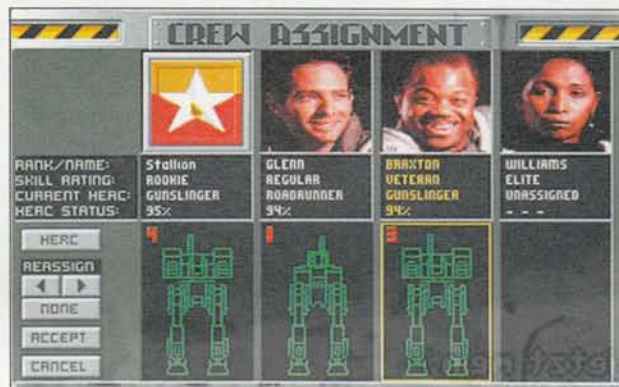 CREW ASSIGNMENT
RANK/NAME: Stallion GLENN BRAXTON WILLIAMS
SKILL RATING: ROOKIE REGULAR VETERAN ELITE
CURRENT HERC: GUNSLINGER ROADRUNNER GUNSLINGER UNASSIGNED
HERC STATUS: 95% 94% 94% - - -
HERC
REASSIGN
NONE
ACCEPT
CANCEL